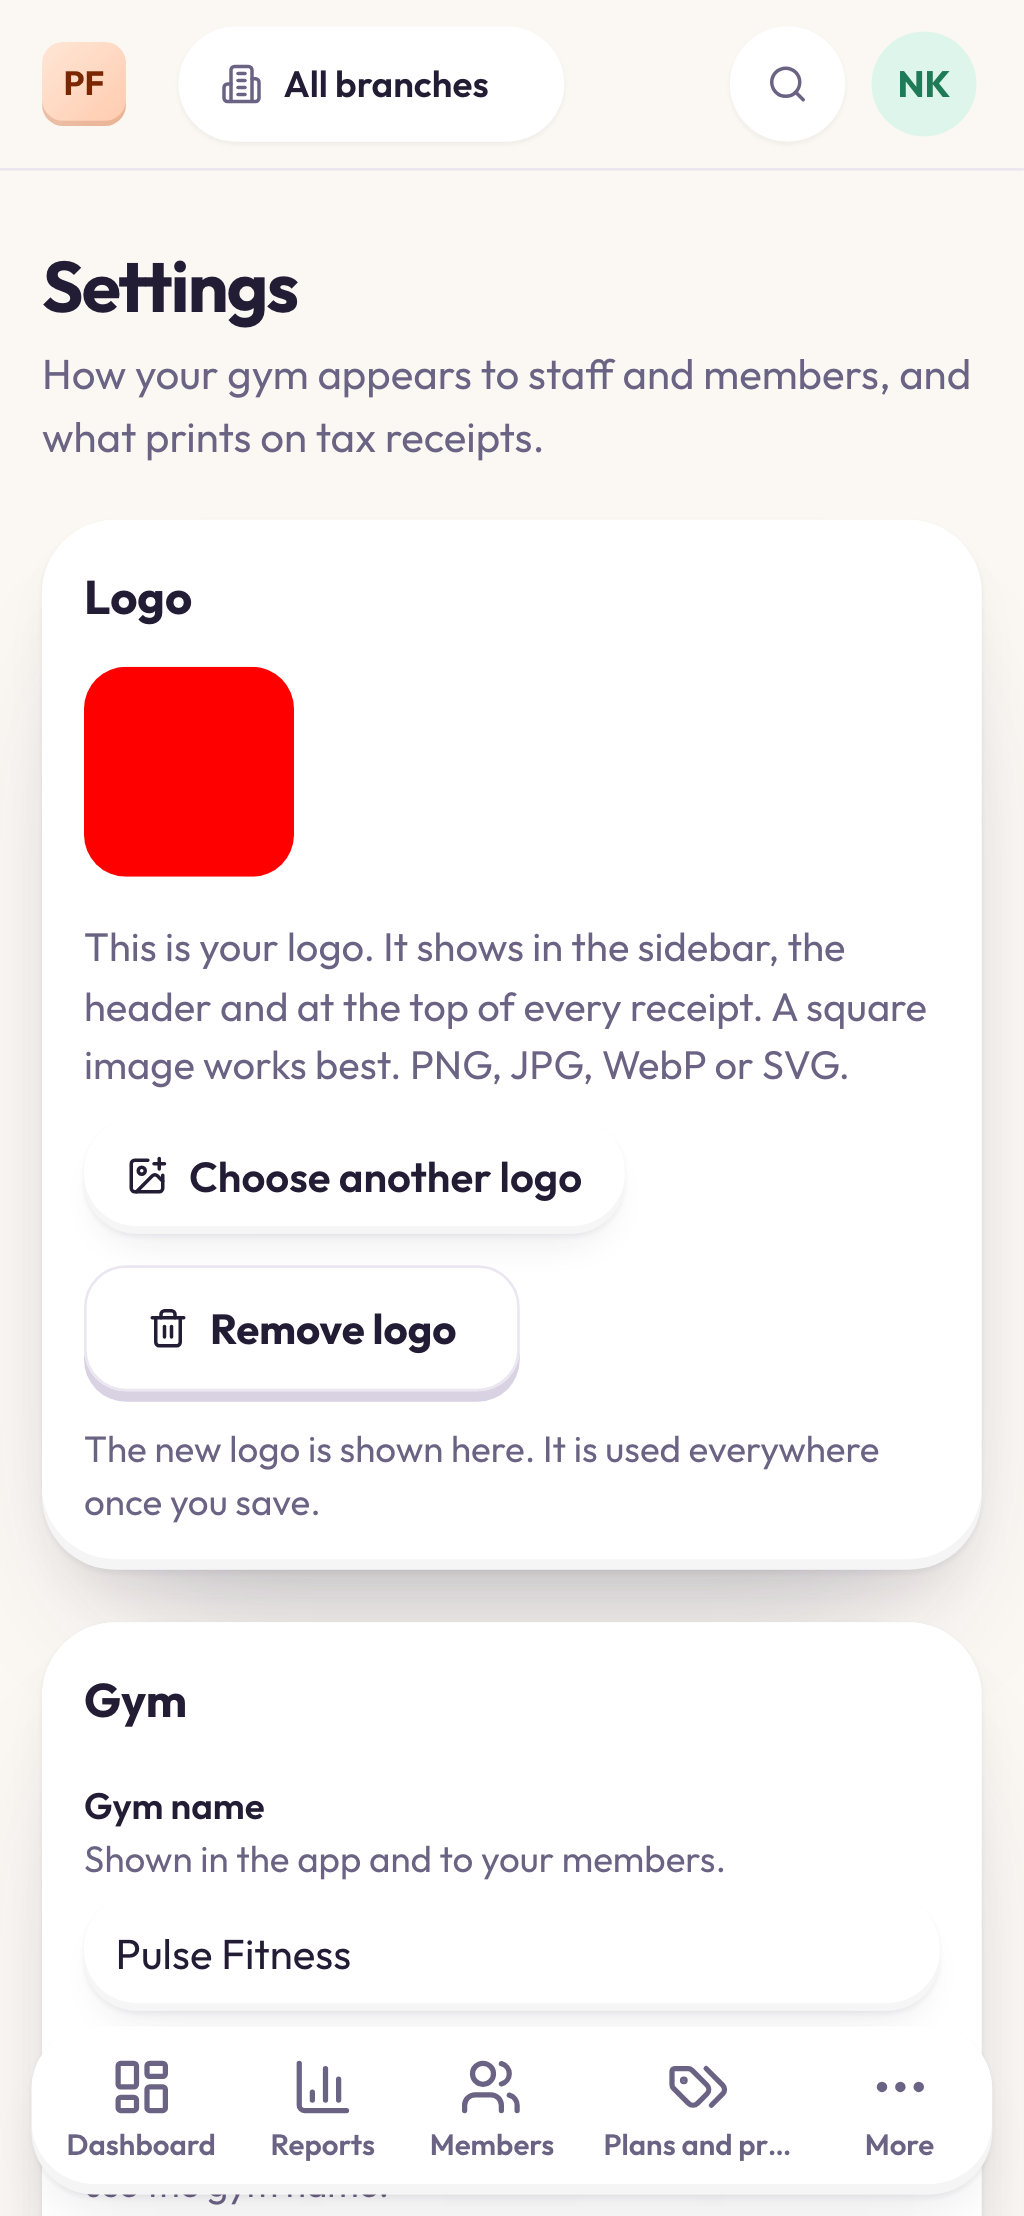 PF
All branches
NK
Settings
How your gym appears to staff and members, and
what prints on tax receipts.
Logo
This is your logo. It shows in the sidebar, the
header and at the top of every receipt. A square
image works best. PNG, JPG, WebP or SVG.
Choose another logo
Remove logo
The new logo is shown here. It is used everywhere
once you save.
Gym
Gym name
Shown in the app and to your members.
Pulse Fitness
Dashboard
Reports
Members
Plans and pr...
More